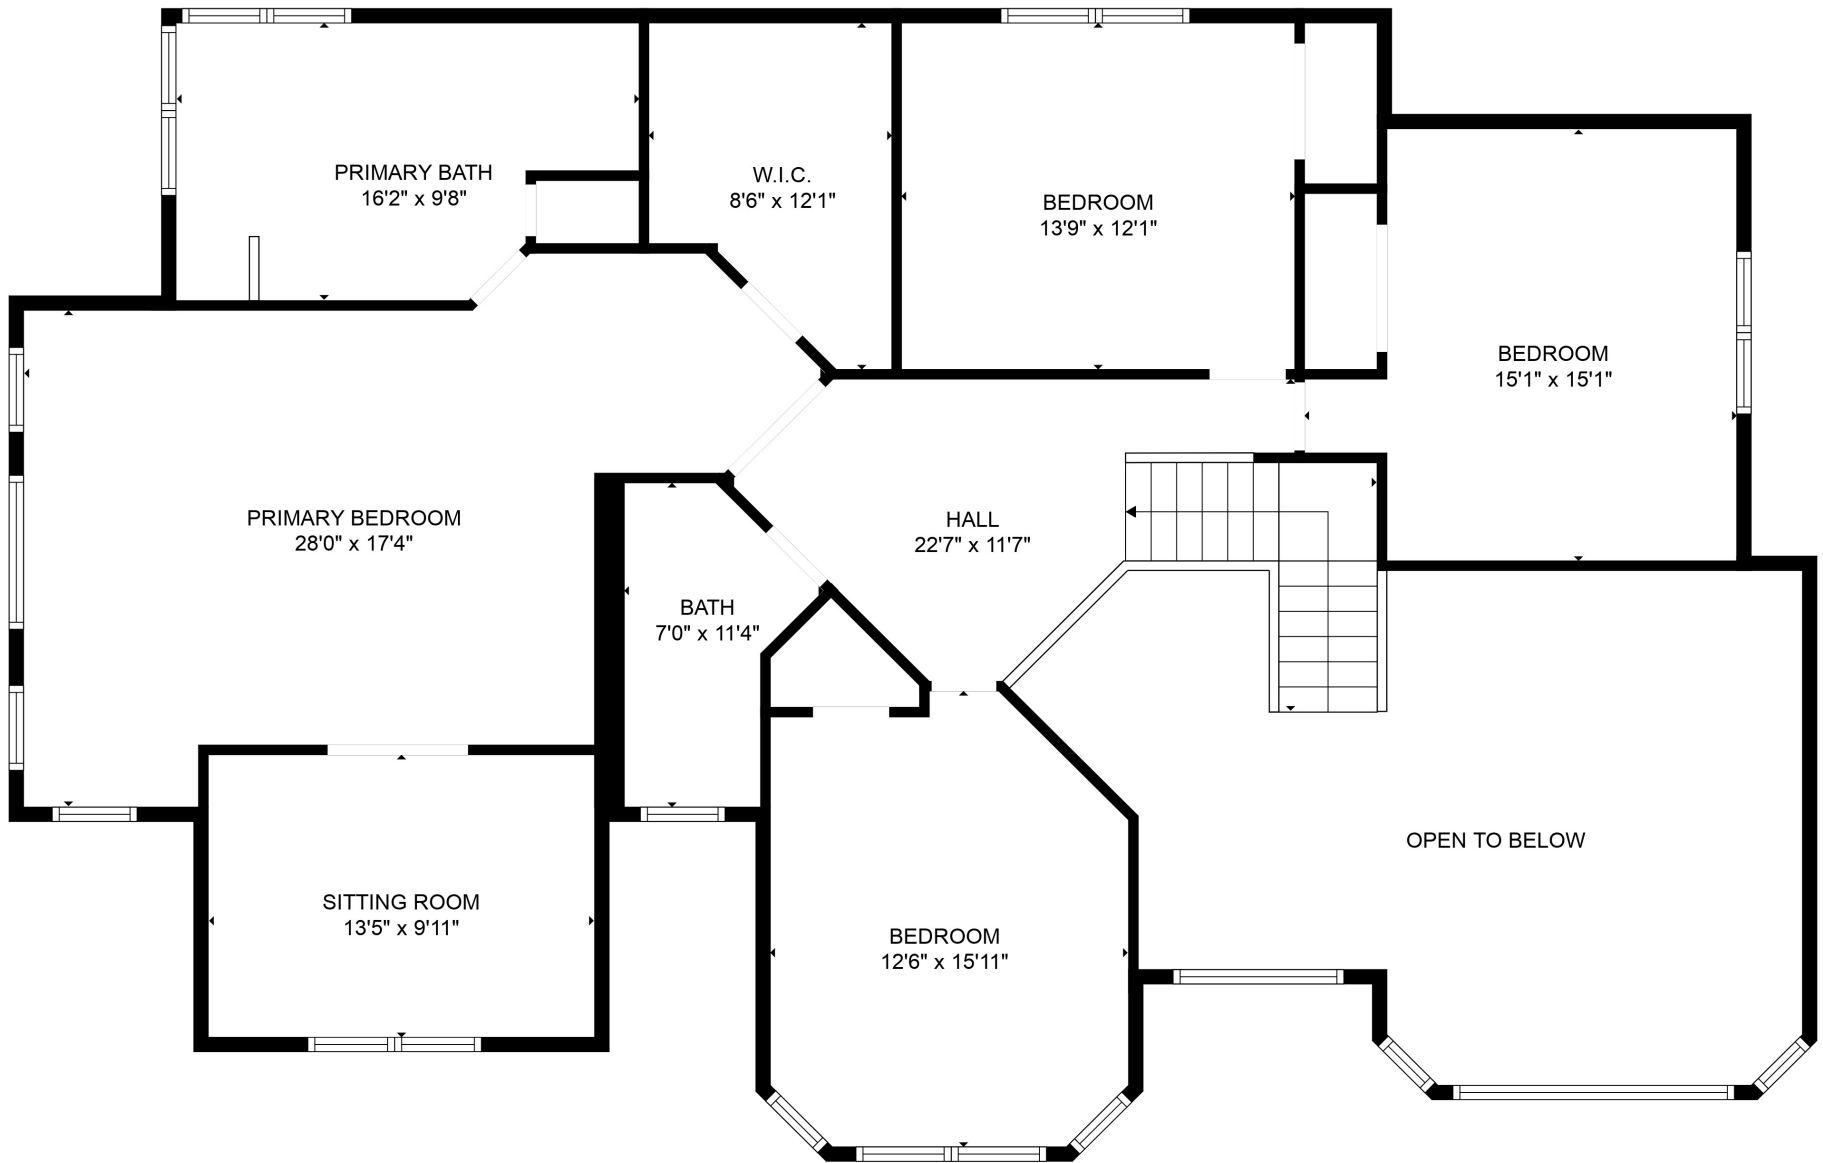 PRIMARY BATH
16'2" x 9'8"
W.I.C.
8'6" x 12'1"
BEDROOM
13'9" x 12'1"
BEDROOM
15'1" x 15'1"
PRIMARY BEDROOM
28'0" x 17'4"
HALL
22'7" x 11'7"
BATH
7'0" x 11'4"
OPEN TO BELOW
SITTING ROOM
13'5" x 9'11"
BEDROOM
12'6" x 15'11"